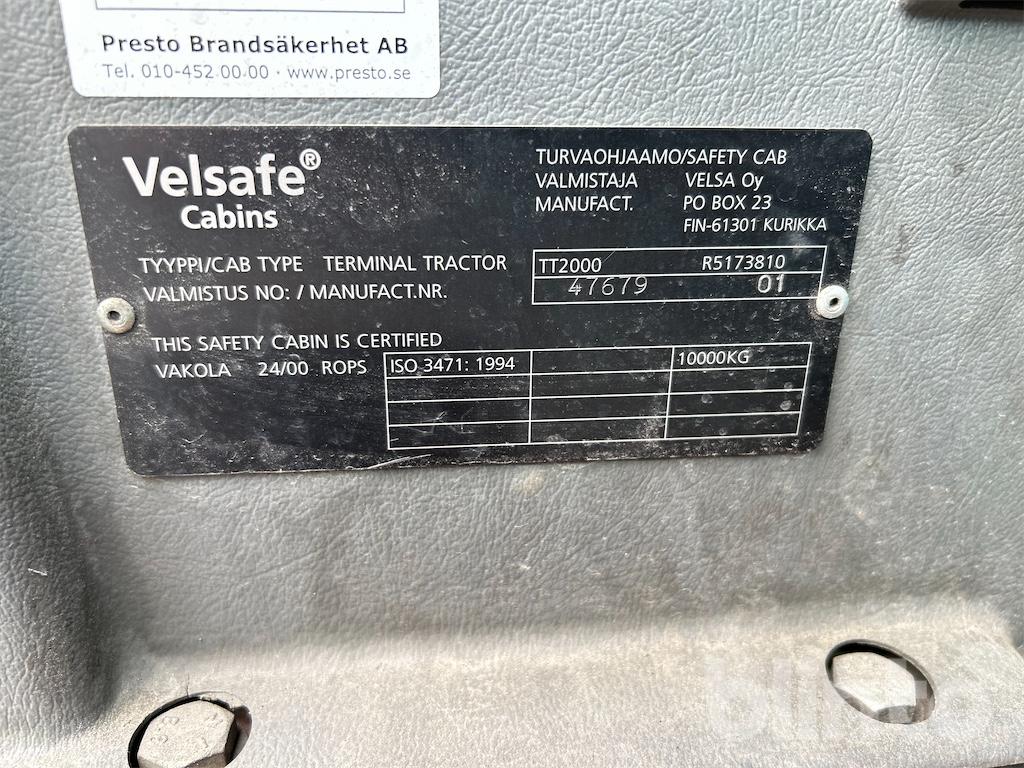 Presto Brandsäkerhet AB
Tel. 010-452 00 00 · www.presto.se
Velsafe®
Cabins
TURVAOHJAAMO/SAFETY CAB
VALMISTAJA VELSA Oy
MANUFACT. PO BOX 23
FIN-61301 KURIKKA
TYYPPI/CAB TYPE TERMINAL TRACTOR TT2000 R5173810
VALMISTUS NO: / MANUFACT.NR. 47679 01
THIS SAFETY CABIN IS CERTIFIED
VAKOLA 24/00 ROPS ISO 3471: 1994 10000KG